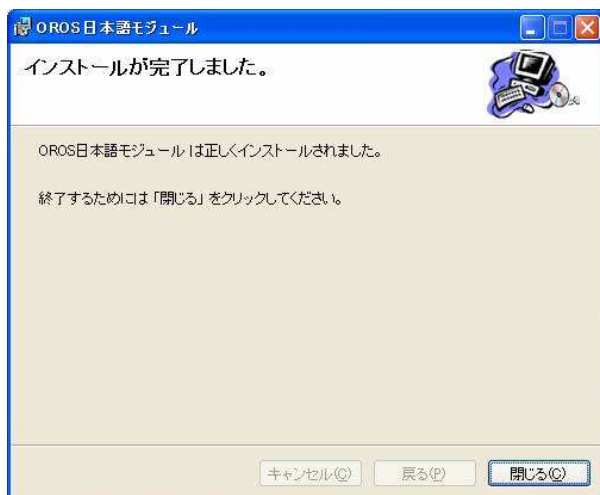 OROS日本語モジュール
インストールが完了しました。
OROS日本語モジュール は正しくインストールされました。
終了するためには「閉じる」をクリックしてください。
キャンセル(C)
戻る(P)
閉じる(C)